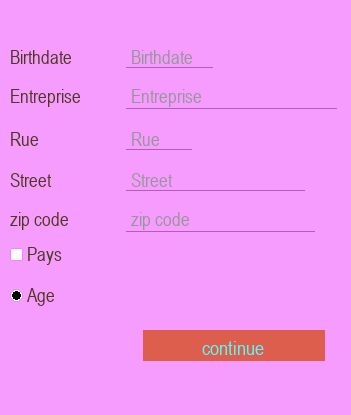 Birthdate Birthdate
Entreprise Entreprise
Rue Rue
Street Street
zip code zip code
Pays
Age
continue